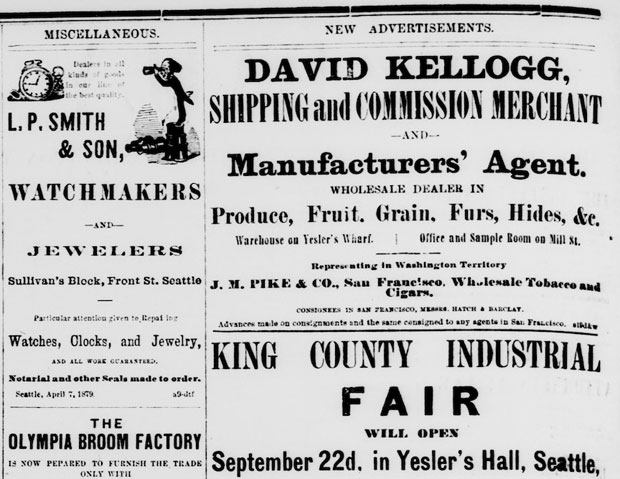 MISCELLANEOUS.
Dealers in all
kinds of goods
in our line of
the best quality.
L. P. SMITH
& SON,
WATCHMAKERS
—AND—
JEWELERS
Sullivan's Block, Front St. Seattle
Particular attention given to Repai ing
Watches, Clocks, and Jewelry,
AND ALL WORK GUARANTEED.
Notarial and other Seals made to order.
Seattle, April 7, 1879. a9-dtf
THE
OLYMPIA BROOM FACTORY
IS NOW PEPARED TO FURNISH THE TRADE
ONLY WITH
NEW ADVERTISEMENTS.
DAVID KELLOGG,
SHIPPING and COMMISSION MERCHANT
—AND—
Manufacturers' Agent.
WHOLESALE DEALER IN
Produce, Fruit. Grain, Furs, Hides, &c.
Warehouse on Yesler's Wharf. | Office and Sample Room on Mill St.
Representing in Washington Territory
J. M. PIKE & CO., San Francisco. Wholesale Tobacco and
Cigars.
CONSIGNEES IN SAN FRANCISCO, MESSRS. HATCH & BARCLAY.
Advances made on consignments and the same consigned to any agents in San Francisco.
KING COUNTY INDUSTRIAL
FAIR
WILL OPEN
September 22d, in Yesler's Hall, Seattle,